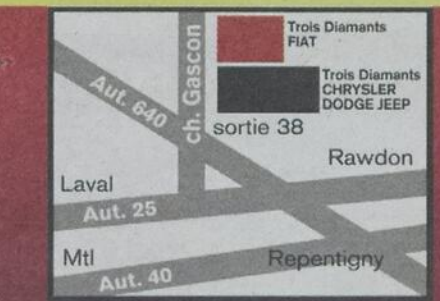 Trois Diamants
FIAT
Trois Diamants
CHRYSLER
DODGE JEEP
ch. Gascon
Aut. 640
sortie 38
Rawdon
Laval
Aut. 25
Mtl
Repentigny
Aut. 40